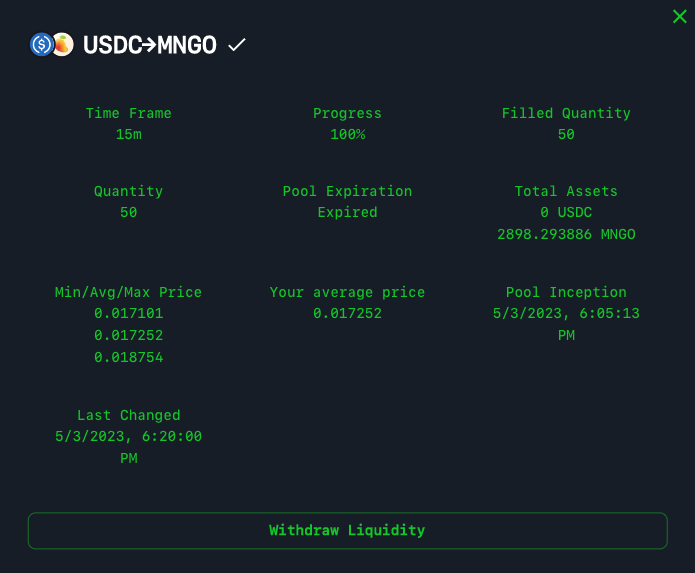 USDC→MNGO
Time Frame
15m
Progress
100%
Filled Quantity
50
Quantity
50
Pool Expiration
Expired
Total Assets
0 USDC
2898.293886 MNGO
Min/Avg/Max Price
0.017101
0.017252
0.018754
Your average price
0.017252
Pool Inception
5/3/2023, 6:05:13
PM
Last Changed
5/3/2023, 6:20:00
PM
Withdraw Liquidity